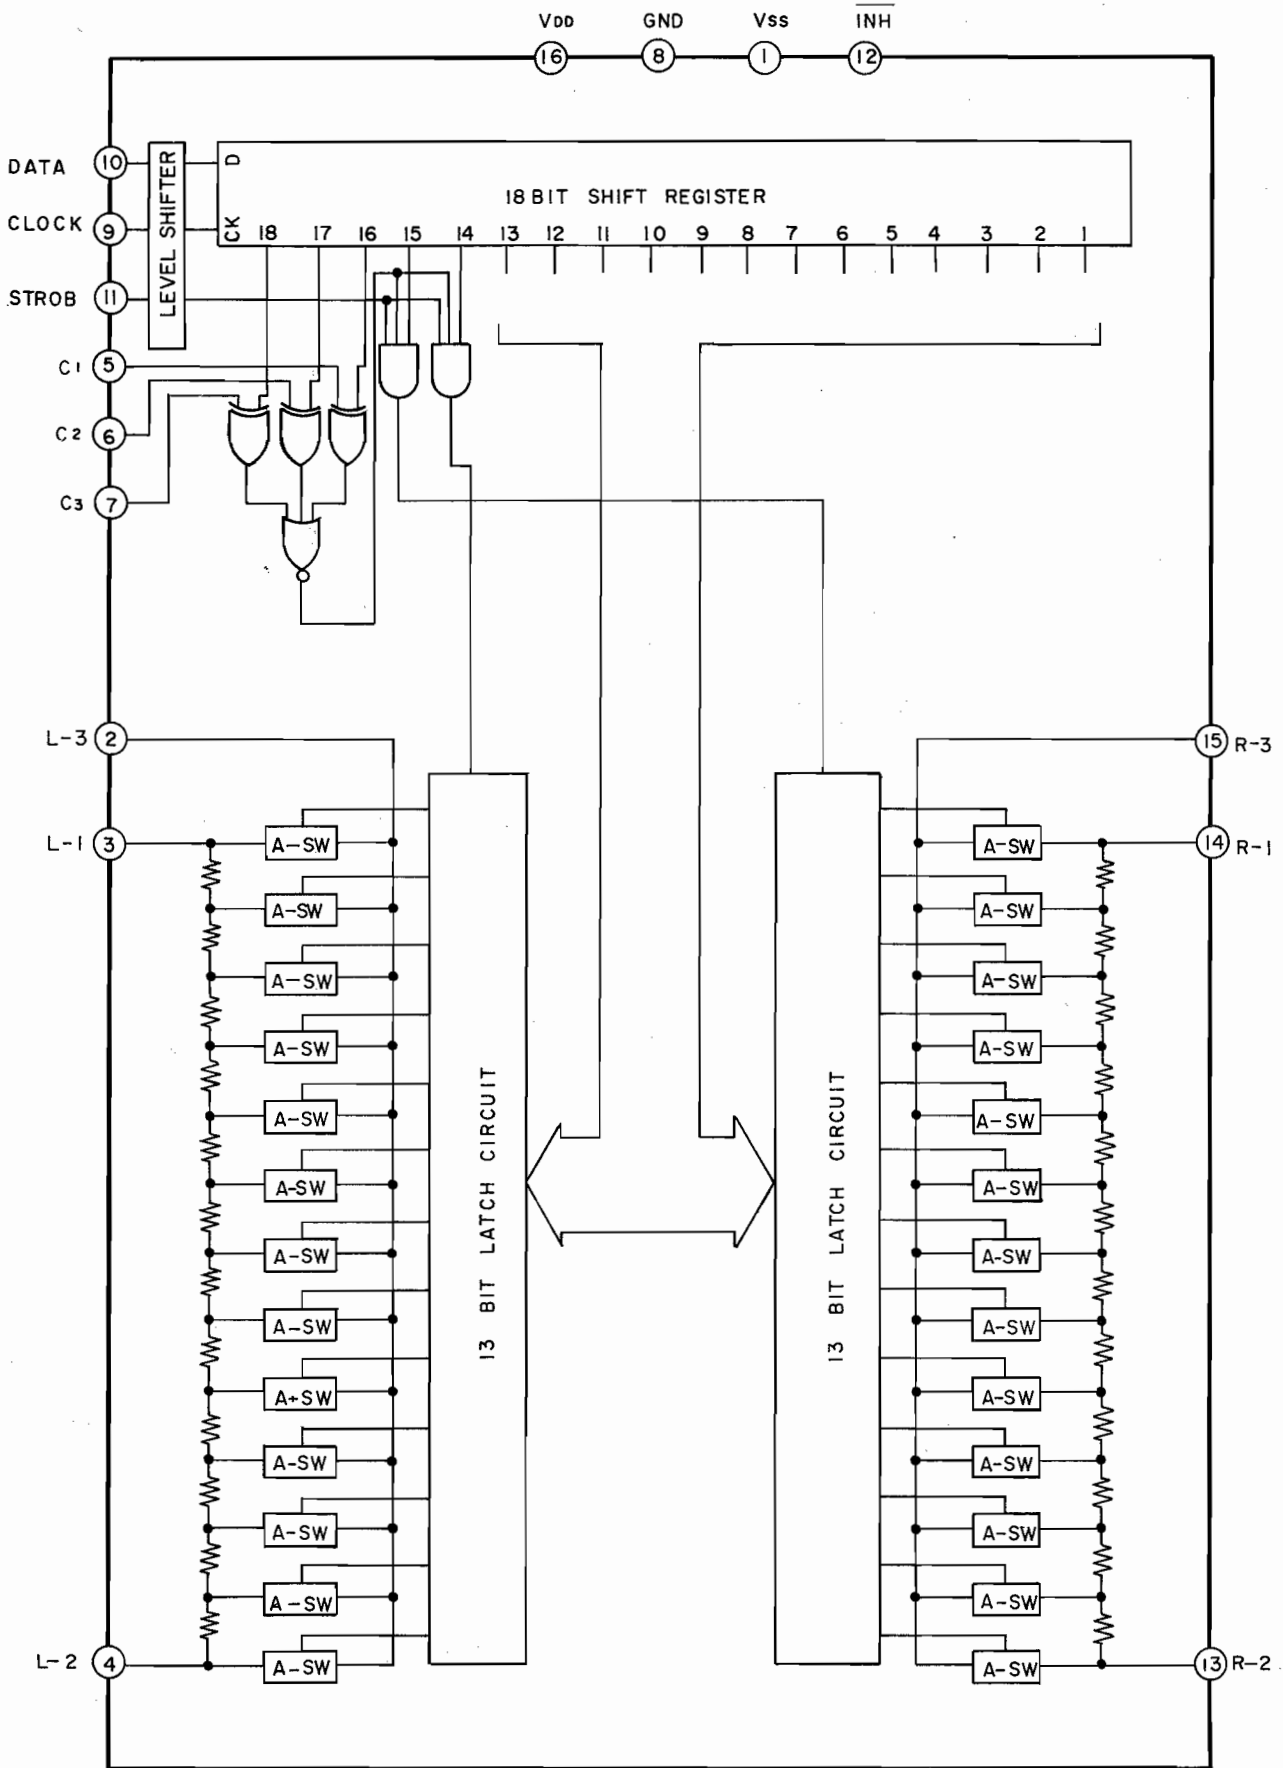 VDD GND VSS INH
16 8 1 12
DATA 10
CLOCK 9
STROB 11
C1 5
C2 6
C3 7
LEVEL SHIFTER
D
CK
18 BIT SHIFT REGISTER
18 17 16 15 14 13 12 11 10 9 8 7 6 5 4 3 2 1
L-3 2
15 R-3
L-1 3
14 R-1
A-SW A-SW
A-SW A-SW
A-SW A-SW
A-SW A-SW
A-SW A-SW
A-SW A-SW
A-SW A-SW
A-SW A-SW
A+SW A-SW
A-SW A-SW
A-SW A-SW
A-SW A-SW
A-SW A-SW
13 BIT LATCH CIRCUIT
13 BIT LATCH CIRCUIT
L-2 4
13 R-2